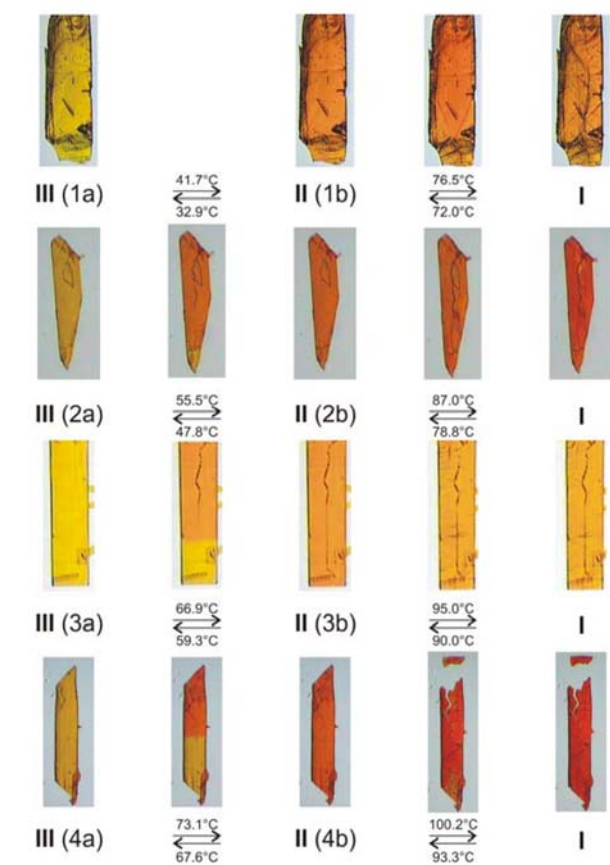 41.7°C 76.5°C
III (1a) II (1b) I
32.9°C 72.0°C
55.5°C 87.0°C
III (2a) II (2b) I
47.8°C 78.8°C
66.9°C 95.0°C
III (3a) II (3b) I
59.3°C 90.0°C
73.1°C 100.2°C
III (4a) II (4b) I
67.6°C 93.3°C